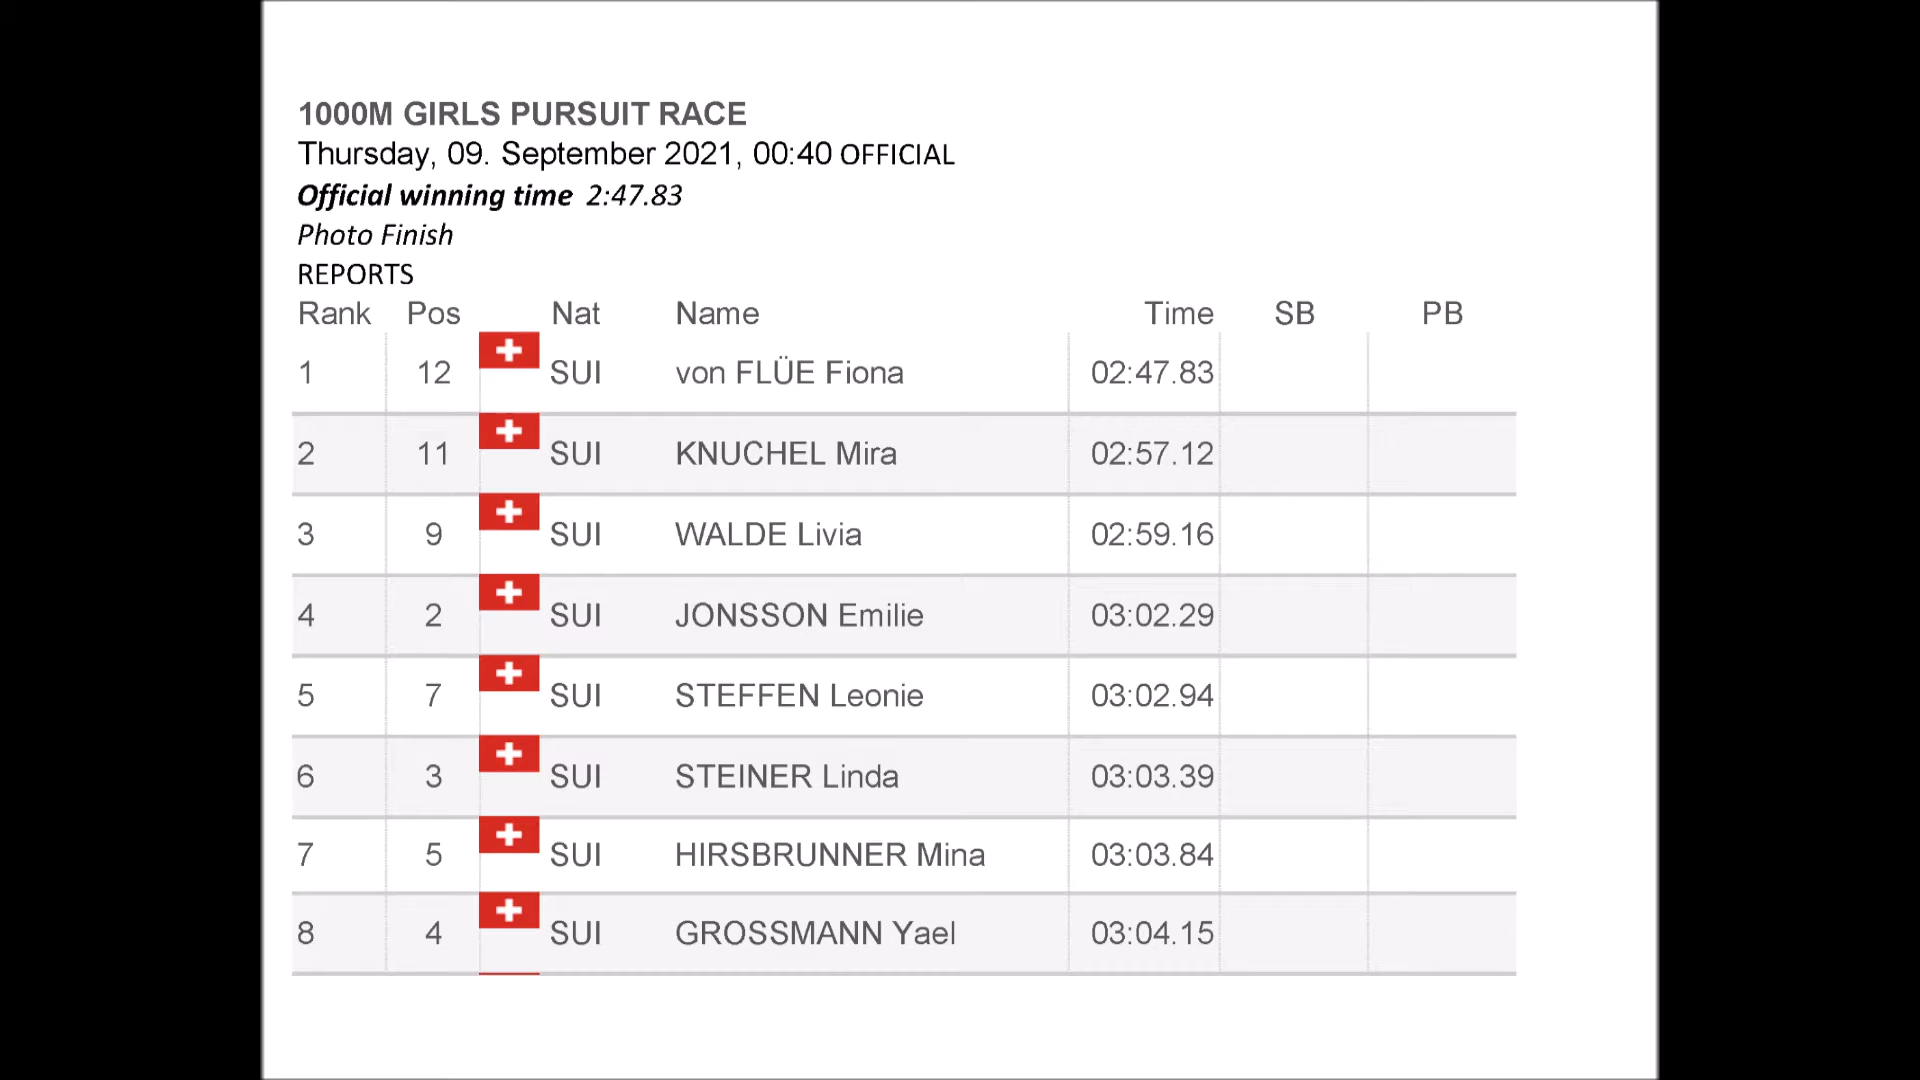 1000M GIRLS PURSUIT RACE
Thursday, 09. September 2021, 00:40 OFFICIAL
Official winning time 2:47.83
Photo Finish
REPORTS
Rank Pos Nat Name Time SB PB
1 12 SUI von FLÜE Fiona 02:47.83
2 11 SUI KNUCHEL Mira 02:57.12
3 9 SUI WALDE Livia 02:59.16
4 2 SUI JONSSON Emilie 03:02.29
5 7 SUI STEFFEN Leonie 03:02.94
6 3 SUI STEINER Linda 03:03.39
7 5 SUI HIRSBRUNNER Mina 03:03.84
8 4 SUI GROSSMANN Yael 03:04.15